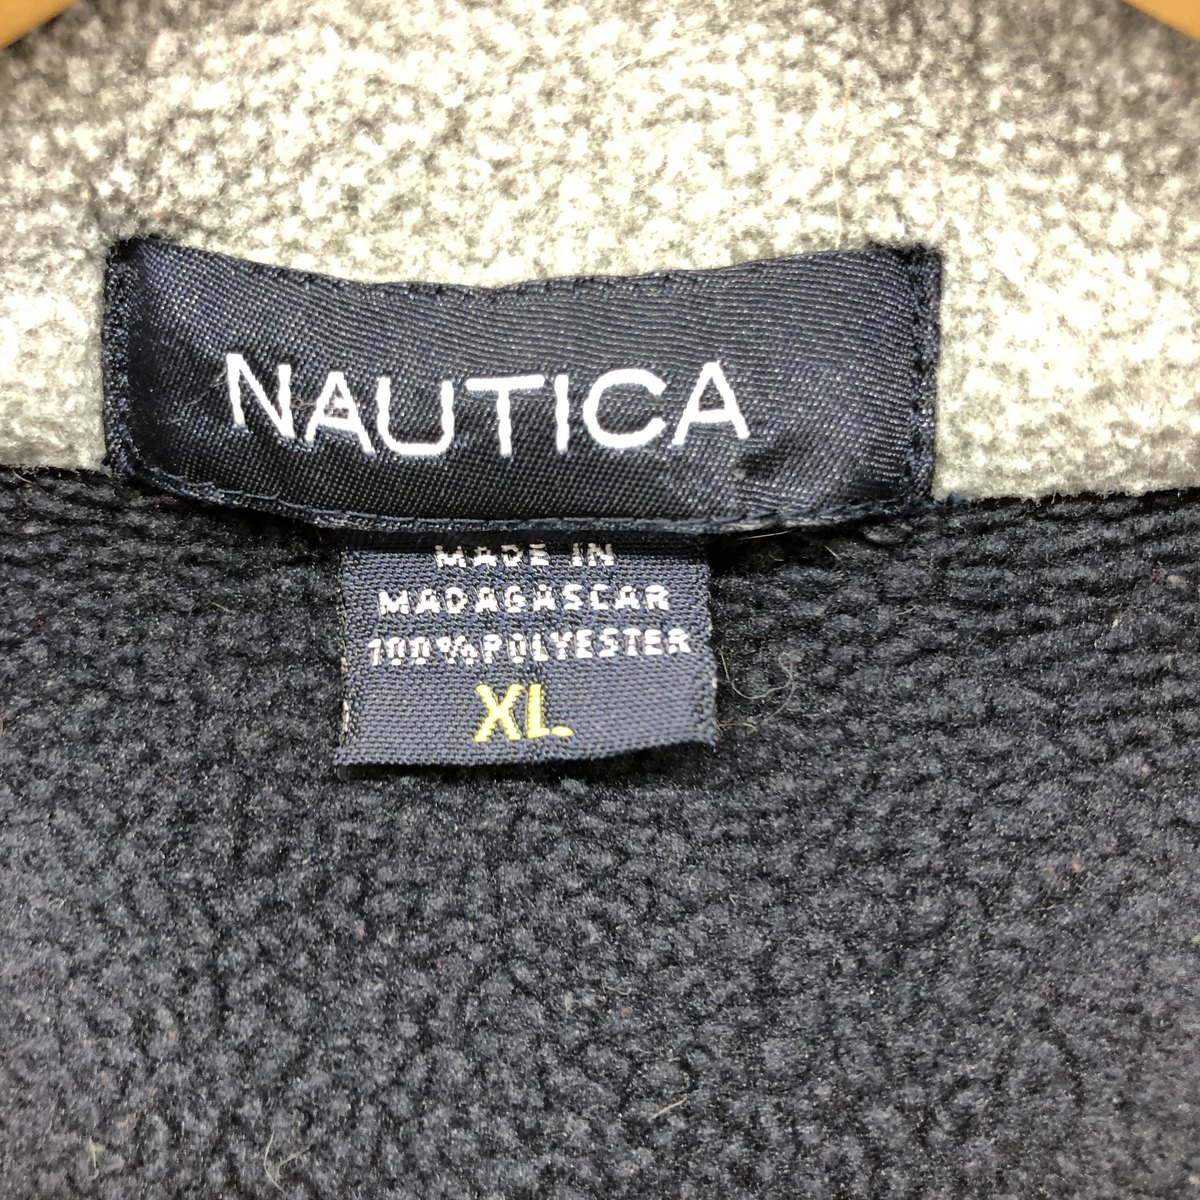 NAUTICA
MADE IN
MADAGASCAR
100% POLYESTER
XL